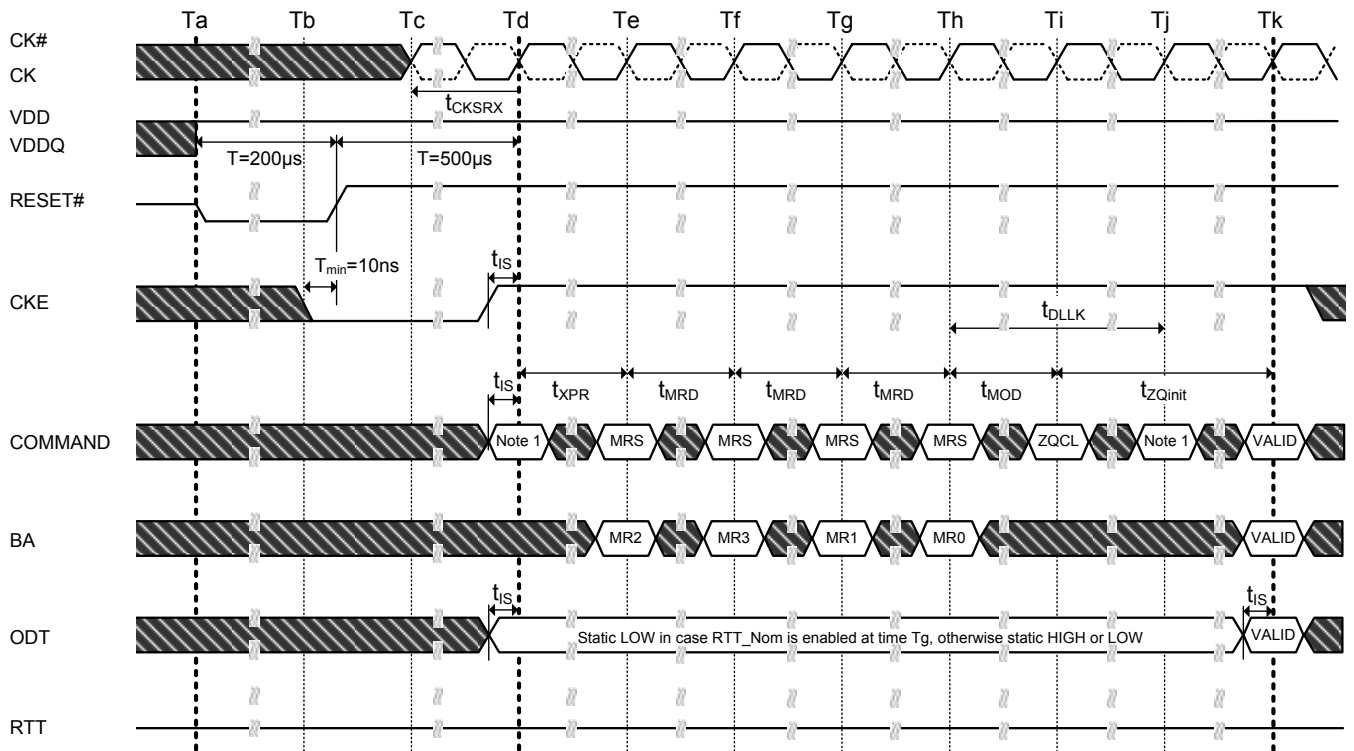 Ta Tb Tc Td Te Tf Tg Th Ti Tj Tk
CK#
CK
tCKSRX
VDD
VDDQ
T=200µs T=500µs
RESET#
Tmin=10ns tIS
CKE
tDLLK
tIS tXPR tMRD tMRD tMRD tMOD tZQinit
COMMAND Note 1 MRS MRS MRS MRS ZQCL Note 1 VALID
BA MR2 MR3 MR1 MR0 VALID
tIS tIS
ODT Static LOW in case RTT_Nom is enabled at time Tg, otherwise static HIGH or LOW VALID
RTT